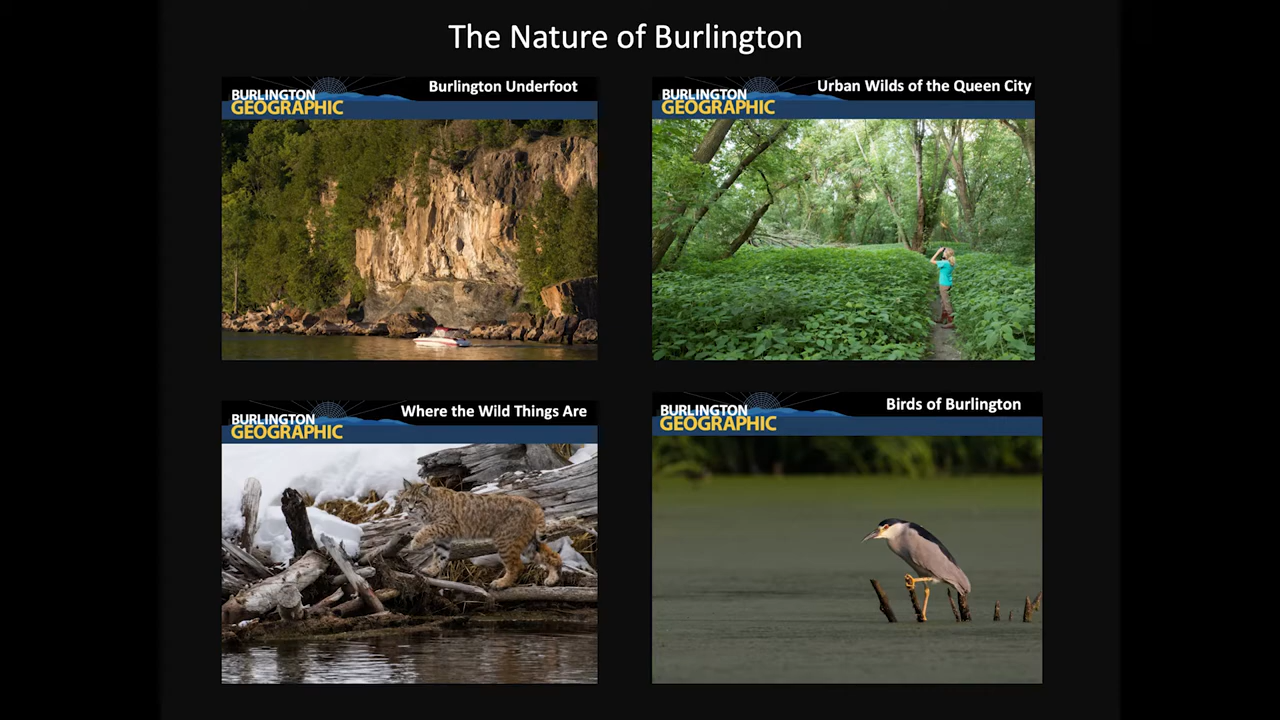 The Nature of Burlington
BURLINGTON
GEOGRAPHIC
Burlington Underfoot
BURLINGTON
GEOGRAPHIC
Urban Wilds of the Queen City
BURLINGTON
GEOGRAPHIC
Where the Wild Things Are
BURLINGTON
GEOGRAPHIC
Birds of Burlington